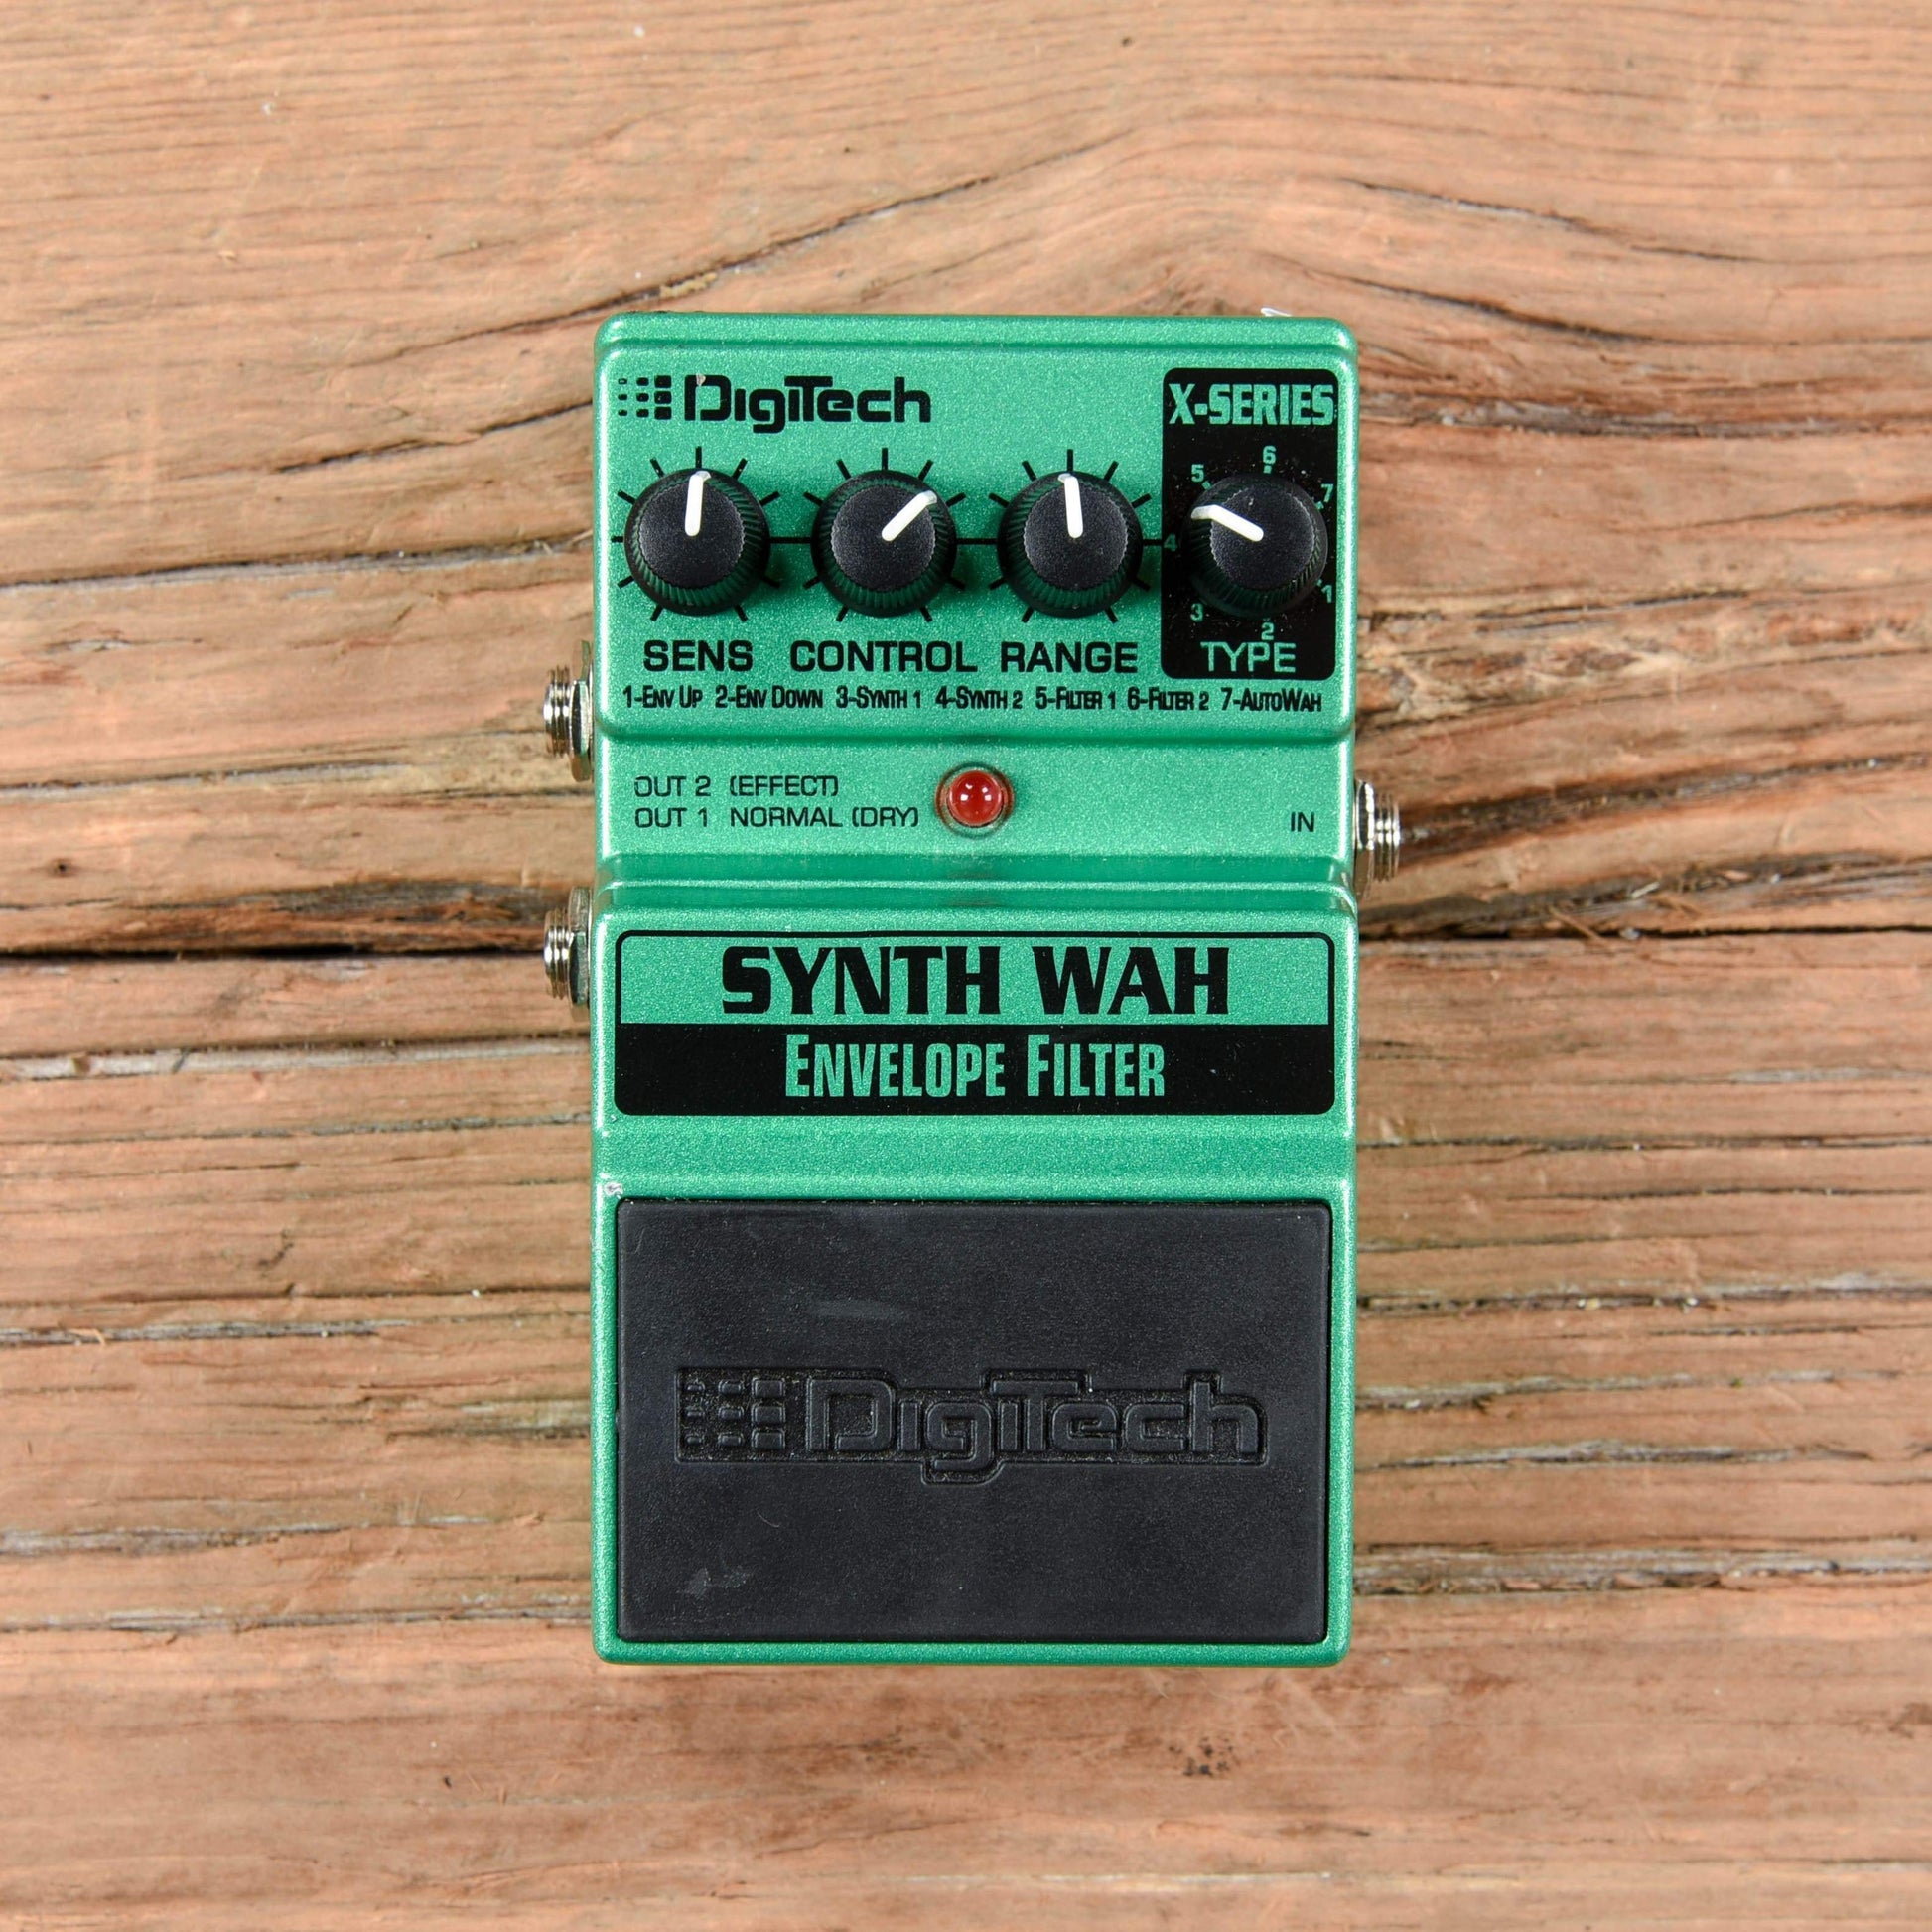 DigiTech
X-SERIES
6
5
7
4
1
3
2
SENS CONTROL RANGE TYPE
1-ENV UP 2-ENV DOWN 3-SYNTH 1 4-SYNTH 2 5-FILTER 1 6-FILTER 2 7-AUTOWAH
OUT 2 (EFFECT)
OUT 1 NORMAL (DRY)
IN
SYNTH WAH
ENVELOPE FILTER
DigiTech